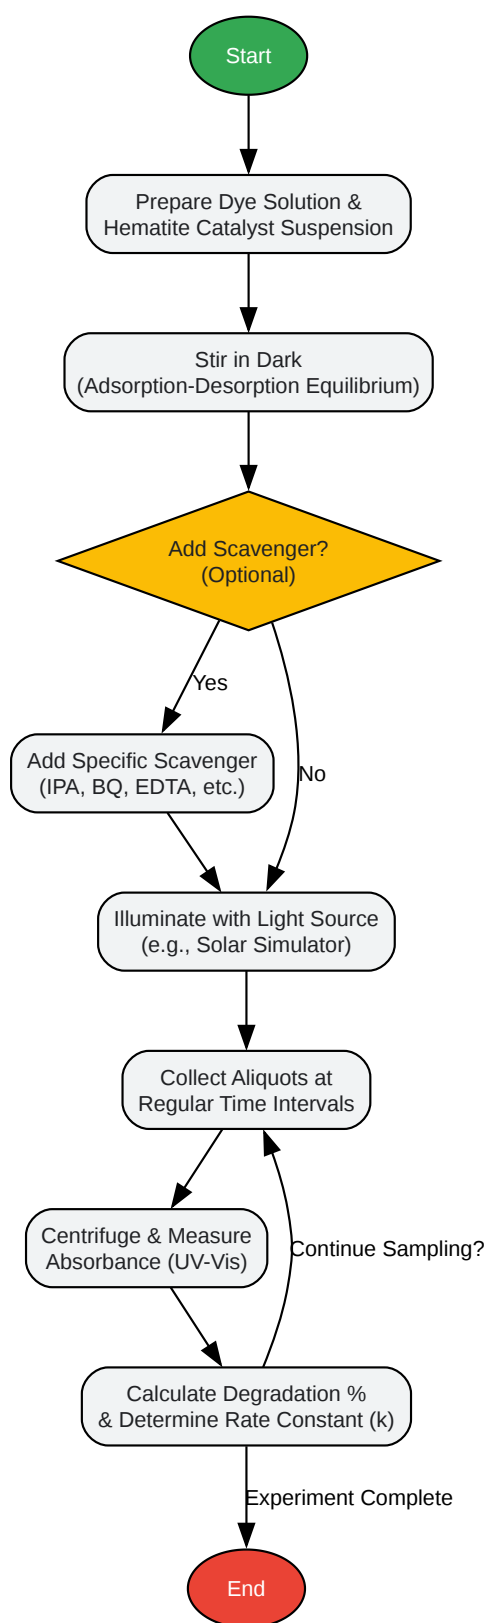 Start
Prepare Dye Solution &
Hematite Catalyst Suspension
Stir in Dark
(Adsorption-Desorption Equilibrium)
Add Scavenger?
(Optional)
Yes
Add Specific Scavenger
(IPA, BQ, EDTA, etc.)
No
Illuminate with Light Source
(e.g., Solar Simulator)
Collect Aliquots at
Regular Time Intervals
Centrifuge & Measure
Absorbance (UV-Vis)
Continue Sampling?
Calculate Degradation %
& Determine Rate Constant (k)
Experiment Complete
End